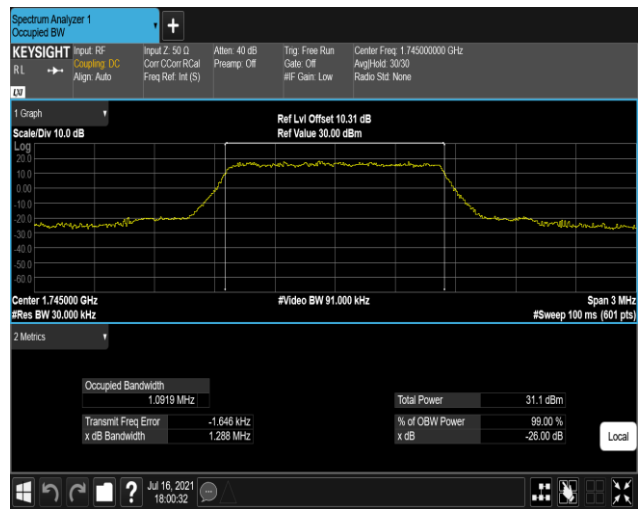 Spectrum Analyzer 1
Occupied BW
+
KEYSIGHT Input: RF Input Z: 50 Ω Atten: 40 dB Trig: Free Run Center Freq: 1.745000000 GHz
RL Coupling: DC Corr CCorr RCal Preamp: Off Gate: Off Avg|Hold: 30/30
Align: Auto Freq Ref: Int (S) #IF Gain: Low Radio Std: None
LXI
1 Graph
Ref Lvl Offset 10.31 dB
Scale/Div 10.0 dB Ref Value 30.00 dBm
Log
20.0
10.0
0.00
-10.0
-20.0
-30.0
-40.0
-50.0
-60.0
Center 1.745000 GHz #Video BW 91.000 kHz Span 3 MHz
#Res BW 30.000 kHz #Sweep 100 ms (601 pts)
2 Metrics
Occupied Bandwidth
1.0919 MHz Total Power 31.1 dBm
Transmit Freq Error -1.646 kHz % of OBW Power 99.00 %
x dB Bandwidth 1.288 MHz x dB -26.00 dB
Local
? Jul 16, 2021
18:00:32